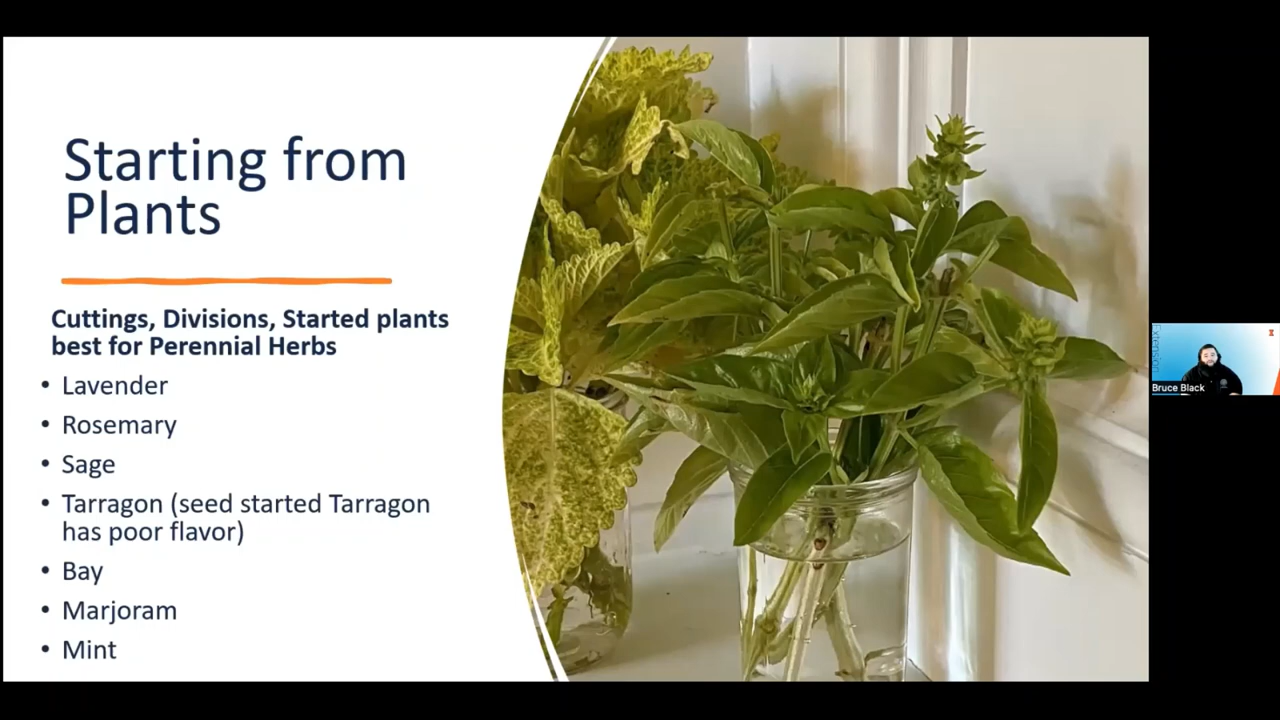 Starting from
Plants
Cuttings, Divisions, Started plants
best for Perennial Herbs
• Lavender
• Rosemary
• Sage
• Tarragon (seed started Tarragon
has poor flavor)
• Bay
• Marjoram
• Mint
Extension
Bruce Black